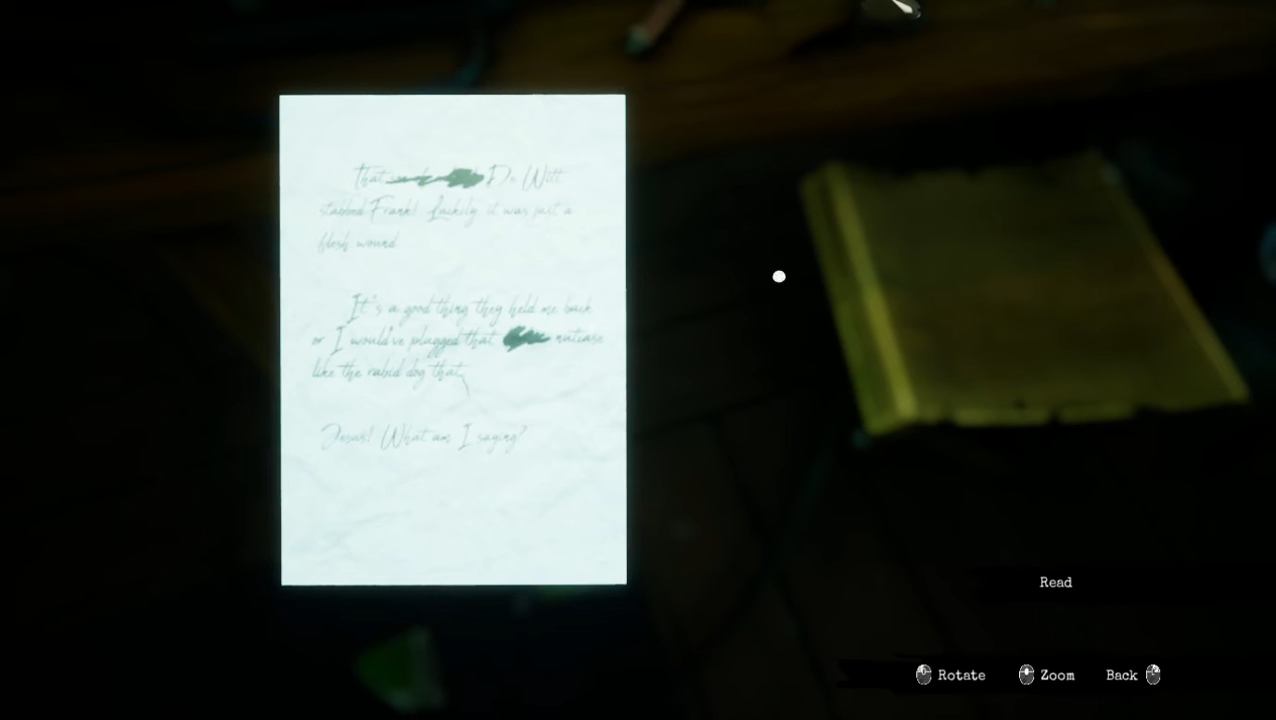 That De Witt
stabbed Frank! Luckily, it was just a
flesh wound
It's a good thing they held me back
or I would've plugged that nutcase
like the rabid dog that
Jesus! What am I saying?
Read
Rotate Zoom Back